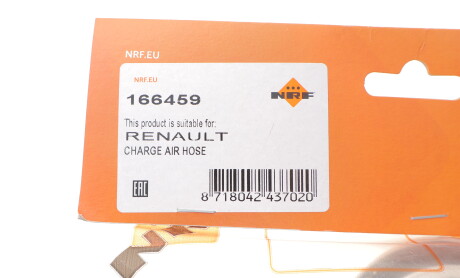 NRF.EU
NRF.EU
NRF
166459
This product is suitable for:
RENAULT
CHARGE AIR HOSE
EAC
8 718042 437020